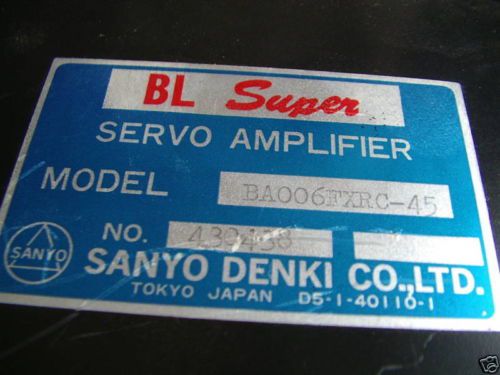 BL Super
SERVO AMPLIFIER
MODEL BA006FXRC-45
NO. 439438 -
SANYO
SANYO DENKI CO.,LTD.
TOKYO JAPAN D5-1-40110-1